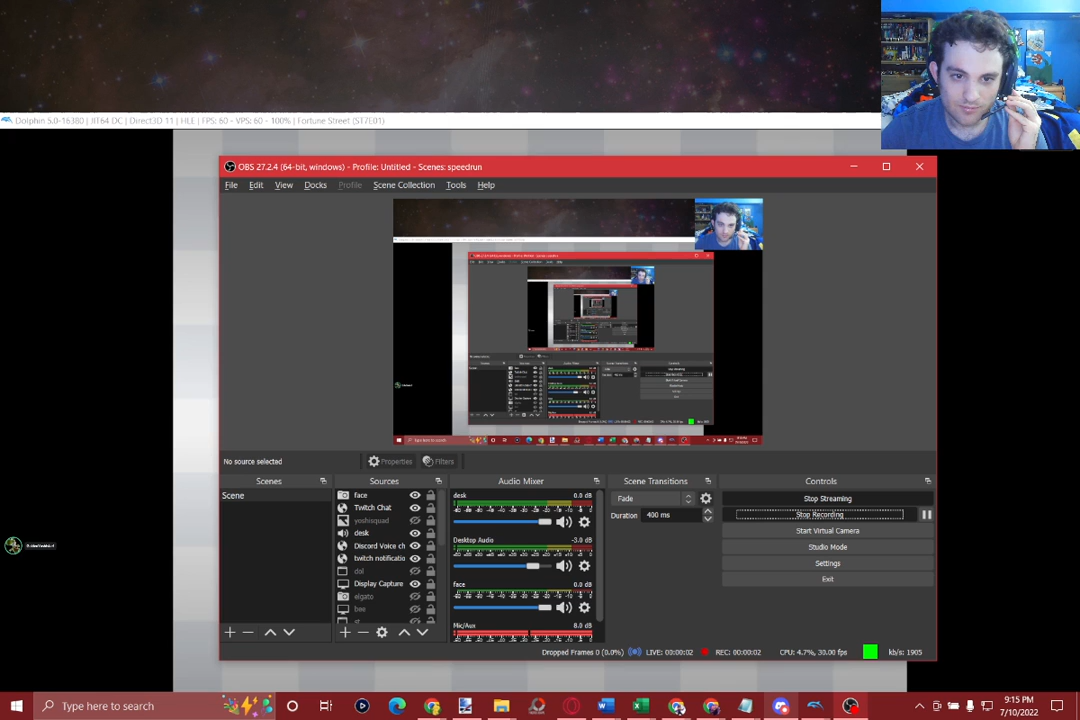 Dolphin 5.0-16380 | JIT64 DC | Direct3D 11 | HLE | FPS: 60 - VPS: 60 - 100% | Fortune Street (ST7E01)
OBS 27.2.4 (64-bit, windows) - Profile: Untitled - Scenes: speedrun
File Edit View Docks Profile Scene Collection Tools Help
No source selected
Properties
Filters
Scenes
Scene
Sources
face
Twitch Chat
yoshisquad
desk
Discord Voice ch
twitch notificatio
dol
Display Capture
elgato
bee
Audio Mixer
desk 0.0 dB
Desktop Audio -3.0 dB
face 0.0 dB
Mic/Aux 8.0 dB
Scene Transitions
Fade
Duration 400 ms
Controls
Stop Streaming
Stop Recording
Start Virtual Camera
Studio Mode
Settings
Exit
Dropped Frames 0 (0.0%) LIVE: 00:00:02 REC: 00:00:02 CPU: 4.7%, 30.00 fps kb/s: 1905
Type here to search
9:15 PM
7/10/2022